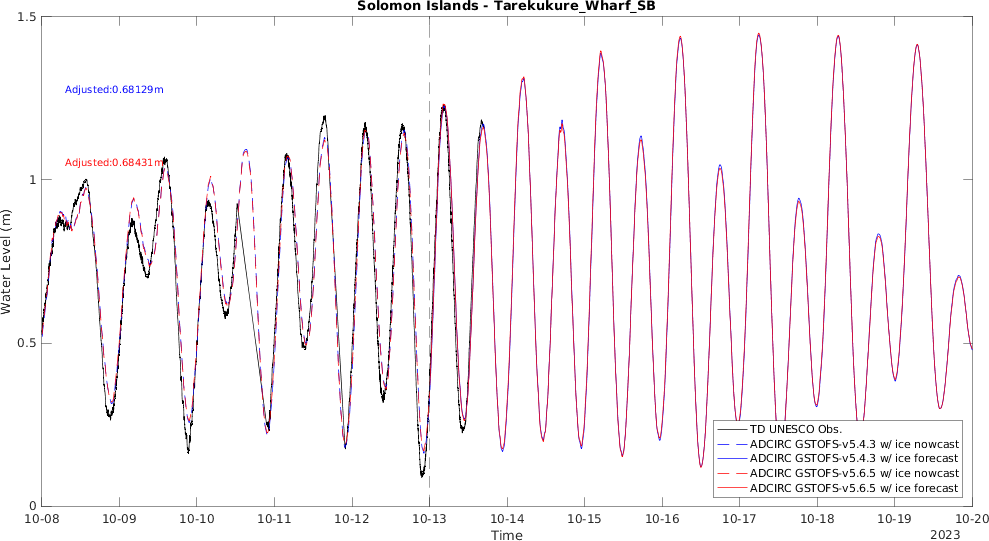 Solomon Islands - Tarekukure_Wharf_SB
1.5
Adjusted:0.68129m
Adjusted:0.68431m
1
Water Level (m)
0.5
TD UNESCO Obs.
ADCIRC GSTOFS-v5.4.3 w/ ice nowcast
ADCIRC GSTOFS-v5.4.3 w/ ice forecast
ADCIRC GSTOFS-v5.6.5 w/ ice nowcast
ADCIRC GSTOFS-v5.6.5 w/ ice forecast
0
10-08 10-09 10-10 10-11 10-12 10-13 10-14 10-15 10-16 10-17 10-18 10-19 10-20
Time
2023